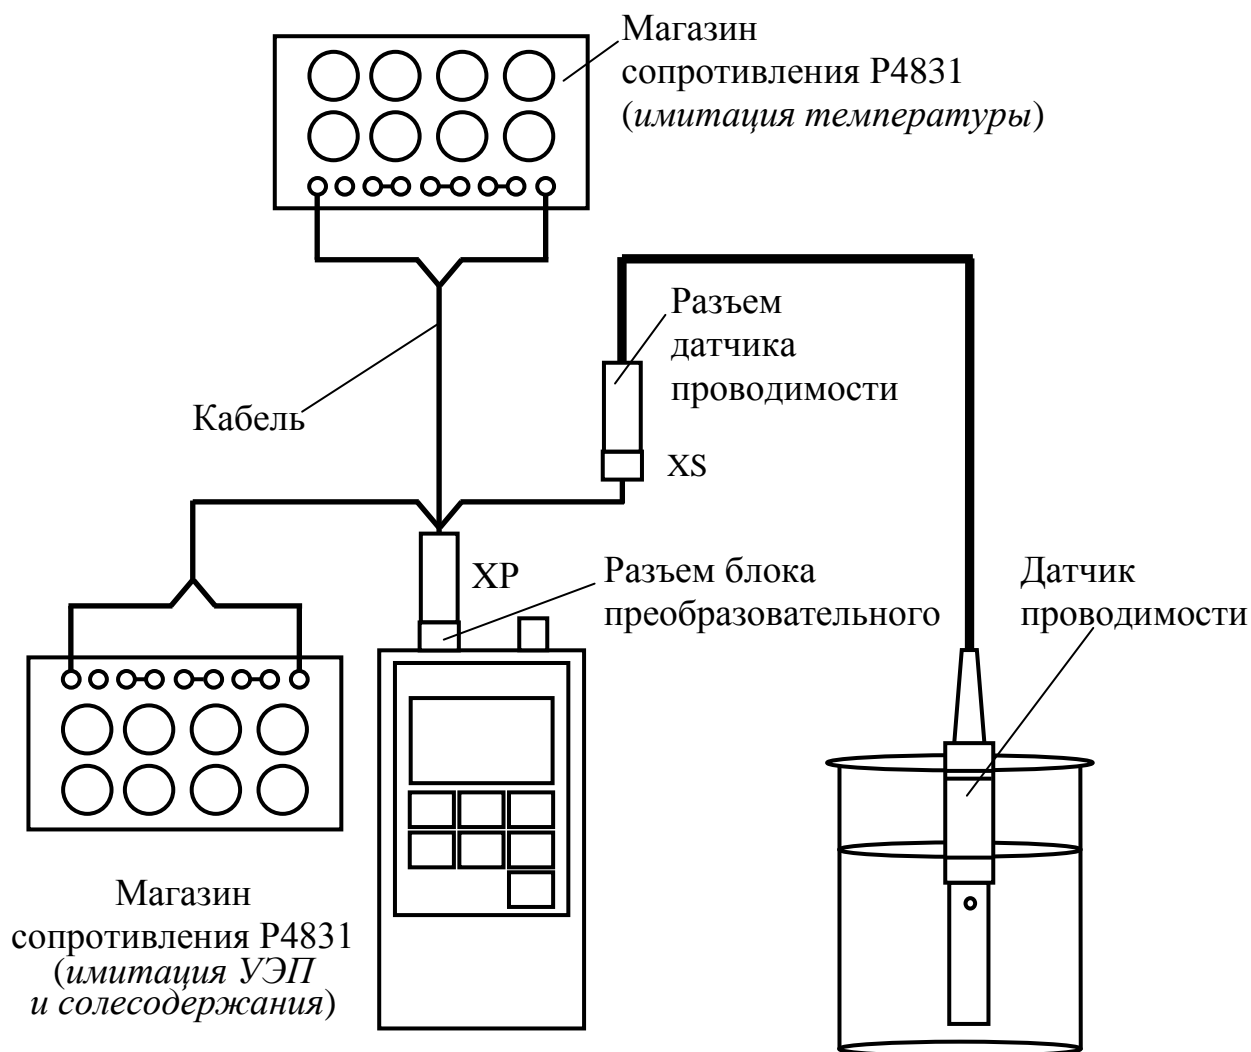 Магазин
сопротивления Р4831
(имитация температуры)
Разъем
датчика
проводимости
Кабель
XS
XP
Разъем блока
преобразовательного
Датчик
проводимости
Магазин
сопротивления Р4831
(имитация УЭП
и солесодержания)